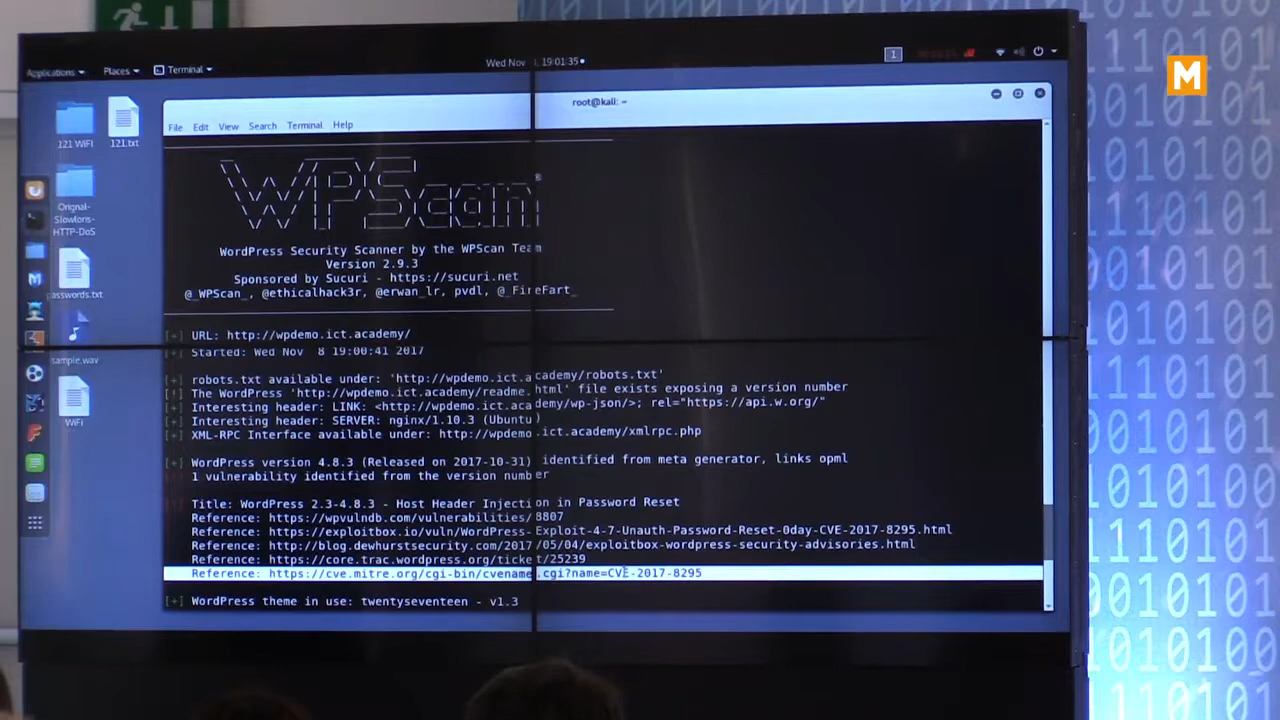 Applications Places Terminal Wed Nov 19:01:35 1
root@kali: ~
File Edit View Search Terminal Help
121 WiFi
121.txt
Orignal-
Slowloris-
HTTP-DoS
passwords.txt
sample.wav
WiFi
WPScan®
WordPress Security Scanner by the WPScan Team
Version 2.9.3
Sponsored by Sucuri - https://sucuri.net
@_WPScan_, @ethicalhack3r, @erwan_lr, pvdl, @_FireFart_
[+] URL: http://wpdemo.ict.academy/
[+] Started: Wed Nov 8 19:00:41 2017
[+] robots.txt available under: 'http://wpdemo.ict.academy/robots.txt'
[!] The WordPress 'http://wpdemo.ict.academy/readme.html' file exists exposing a version number
[+] Interesting header: LINK: <http://wpdemo.ict.academy/wp-json/>; rel="https://api.w.org/"
[+] Interesting header: SERVER: nginx/1.10.3 (Ubuntu)
[+] XML-RPC Interface available under: http://wpdemo.ict.academy/xmlrpc.php
[+] WordPress version 4.8.3 (Released on 2017-10-31) identified from meta generator, links opml
[!] 1 vulnerability identified from the version number
[!] Title: WordPress 2.3-4.8.3 - Host Header Injection in Password Reset
Reference: https://wpvulndb.com/vulnerabilities/8807
Reference: https://exploitbox.io/vuln/WordPress-Exploit-4-7-Unauth-Password-Reset-0day-CVE-2017-8295.html
Reference: http://blog.dewhurstsecurity.com/2017/05/04/exploitbox-wordpress-security-advisories.html
Reference: https://core.trac.wordpress.org/ticket/25239
Reference: https://cve.mitre.org/cgi-bin/cvename.cgi?name=CVE-2017-8295
[+] WordPress theme in use: twentyseventeen - v1.3
M